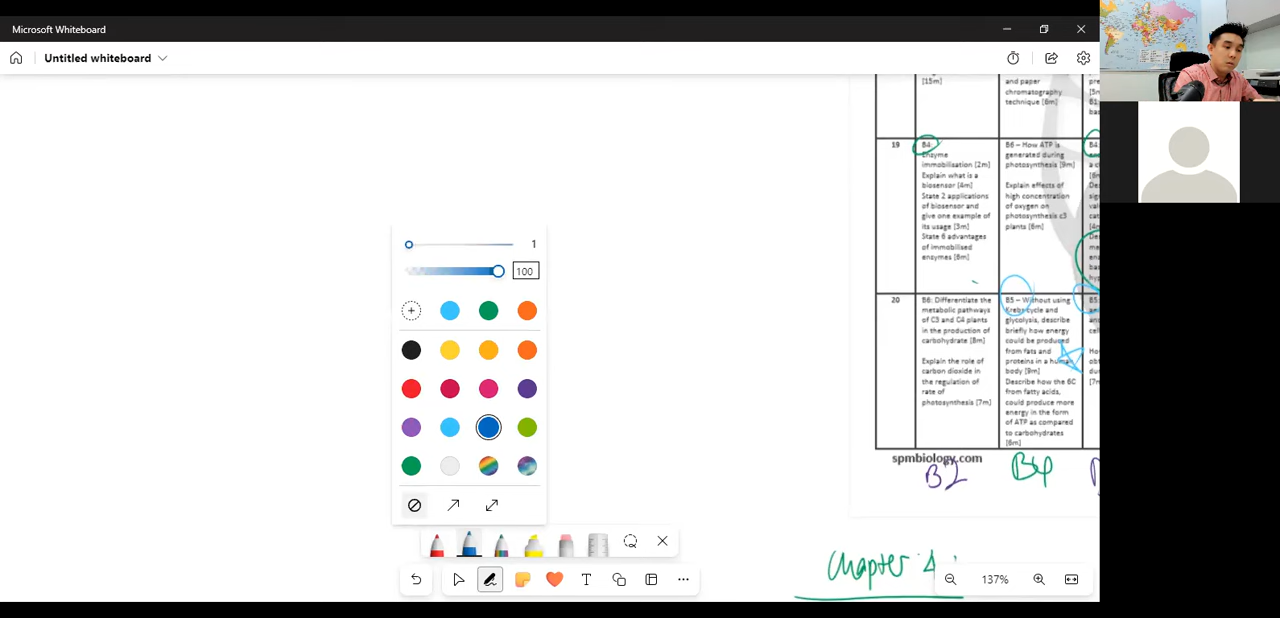 Microsoft Whiteboard
Untitled whiteboard
[15m]
and paper
chromatography
technique [6m]
19
B4:
Enzyme
immobilisation [2m]
Explain what is a
biosensor [4m]
State 2 applications
of biosensor and
give one example of
its usage [3m]
State 6 advantages
of immobilised
enzymes [6m]
B6 – How ATP is
generated during
photosynthesis [9m]
Explain effects of
high concentration
of oxygen on
photosynthesis c3
plants [6m]
B4:
20
B6: Differentiate the
metabolic pathways
of C3 and C4 plants
in the production of
carbohydrate [8m]
Explain the role of
carbon dioxide in
the regulation of
rate of
photosynthesis [7m]
B5 – Without using
Krebs cycle and
glycolysis, describe
briefly how energy
could be produced
from fats and
proteins in a human
body [9m]
Describe how the 6C
from fatty acids,
could produce more
energy in the form
of ATP as compared
to carbohydrates
[6m]
spmbiology.com
B2
B4
Chapter 4:
1
100
137%